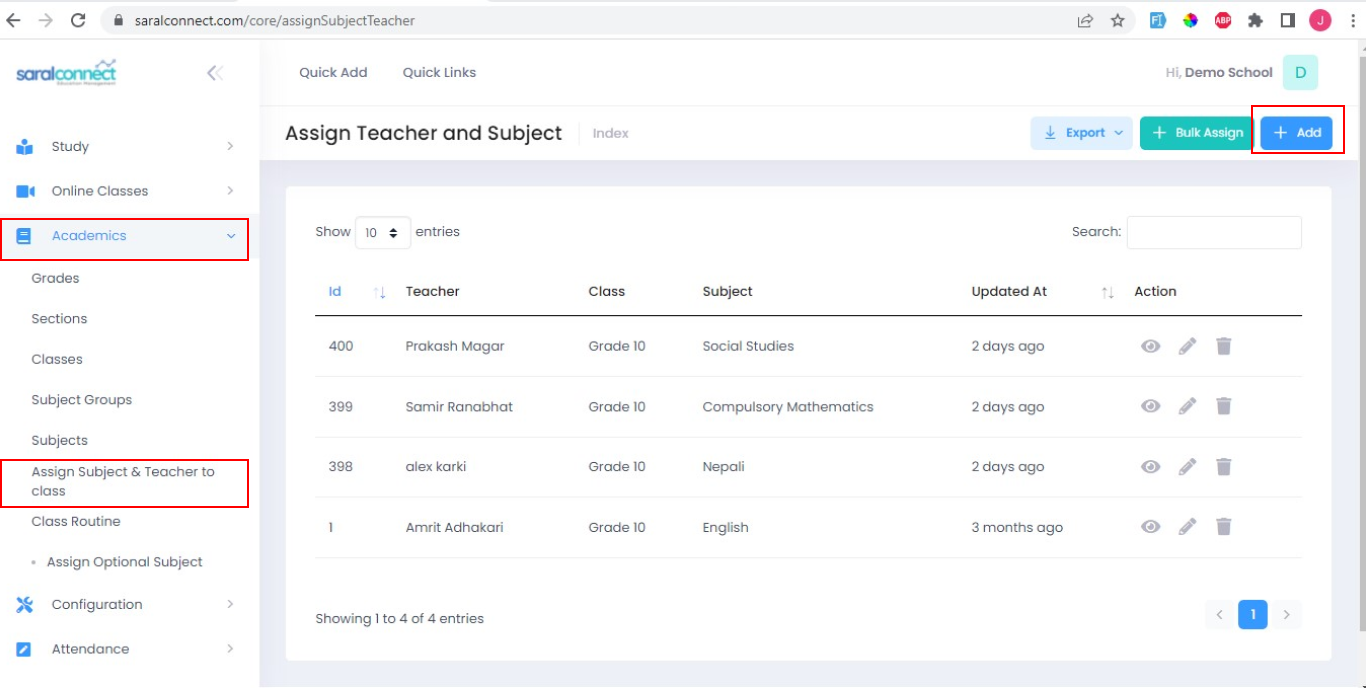 saralconnect.com/core/assignSubjectTeacher
ABP
J
saralconnect
Education Management
Quick Add
Quick Links
Hi, Demo School
D
Study
Online Classes
Academics
Grades
Sections
Classes
Subject Groups
Subjects
Assign Subject & Teacher to
class
Class Routine
Assign Optional Subject
Configuration
Attendance
Assign Teacher and Subject
Index
Export
Bulk Assign
Add
Show 10 entries
Search:
Id Teacher Class Subject Updated At Action
400 Prakash Magar Grade 10 Social Studies 2 days ago
399 Samir Ranabhat Grade 10 Compulsory Mathematics 2 days ago
398 alex karki Grade 10 Nepali 2 days ago
1 Amrit Adhakari Grade 10 English 3 months ago
Showing 1 to 4 of 4 entries
1